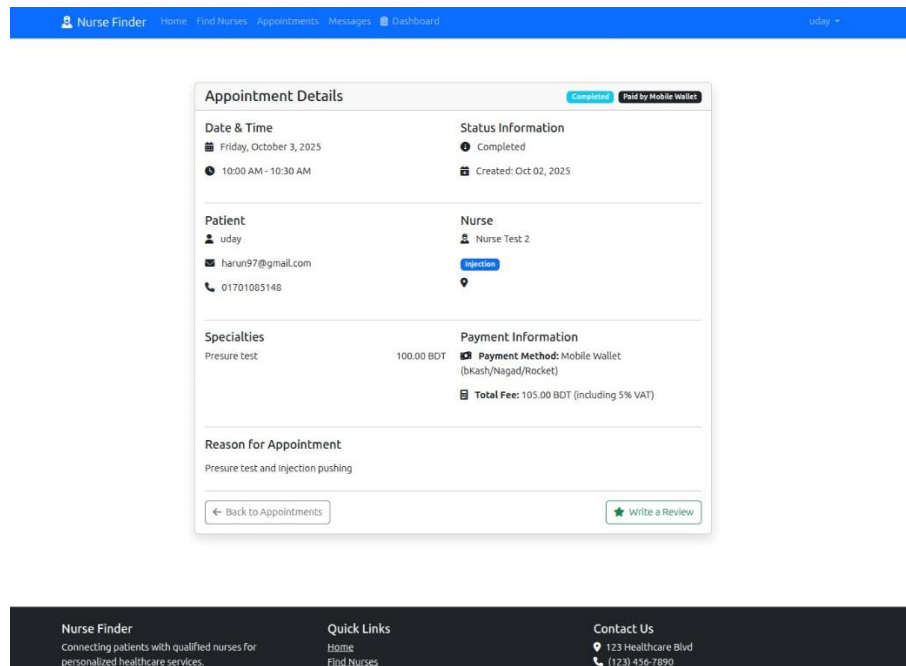 Nurse Finder Home Find Nurses Appointments Messages Dashboard uday
Appointment Details Completed Paid by Mobile Wallet
Date & Time
Friday, October 3, 2025
10:00 AM - 10:30 AM
Status Information
Completed
Created: Oct 02, 2025
Patient
uday
harun97@gmail.com
01701085148
Nurse
Nurse Test 2
Injection
Specialties
Presure test 100.00 BDT
Payment Information
Payment Method: Mobile Wallet
(bKash/Nagad/Rocket)
Total Fee: 105.00 BDT (including 5% VAT)
Reason for Appointment
Presure test and Injection pushing
Back to Appointments Write a Review
Nurse Finder
Connecting patients with qualified nurses for
personalized healthcare services.
Quick Links
Home
Find Nurses
Contact Us
123 Healthcare Blvd
(123) 456-7890